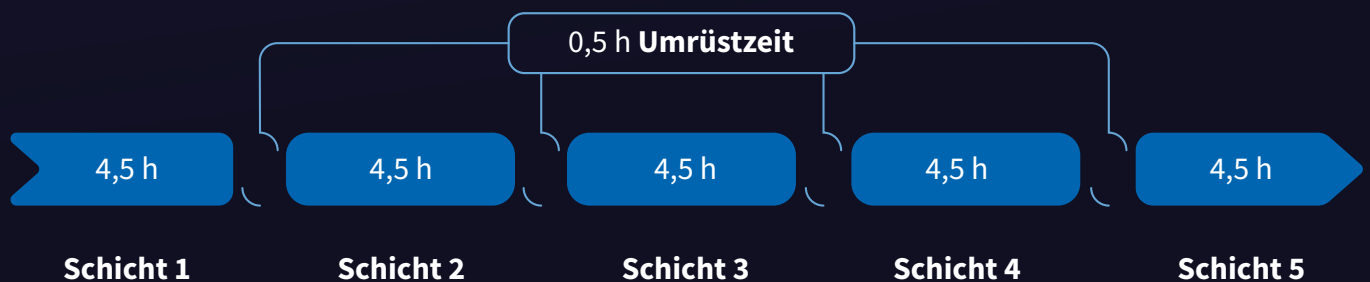 0,5 h Umrüstzeit
4,5 h 4,5 h 4,5 h 4,5 h 4,5 h
Schicht 1 Schicht 2 Schicht 3 Schicht 4 Schicht 5